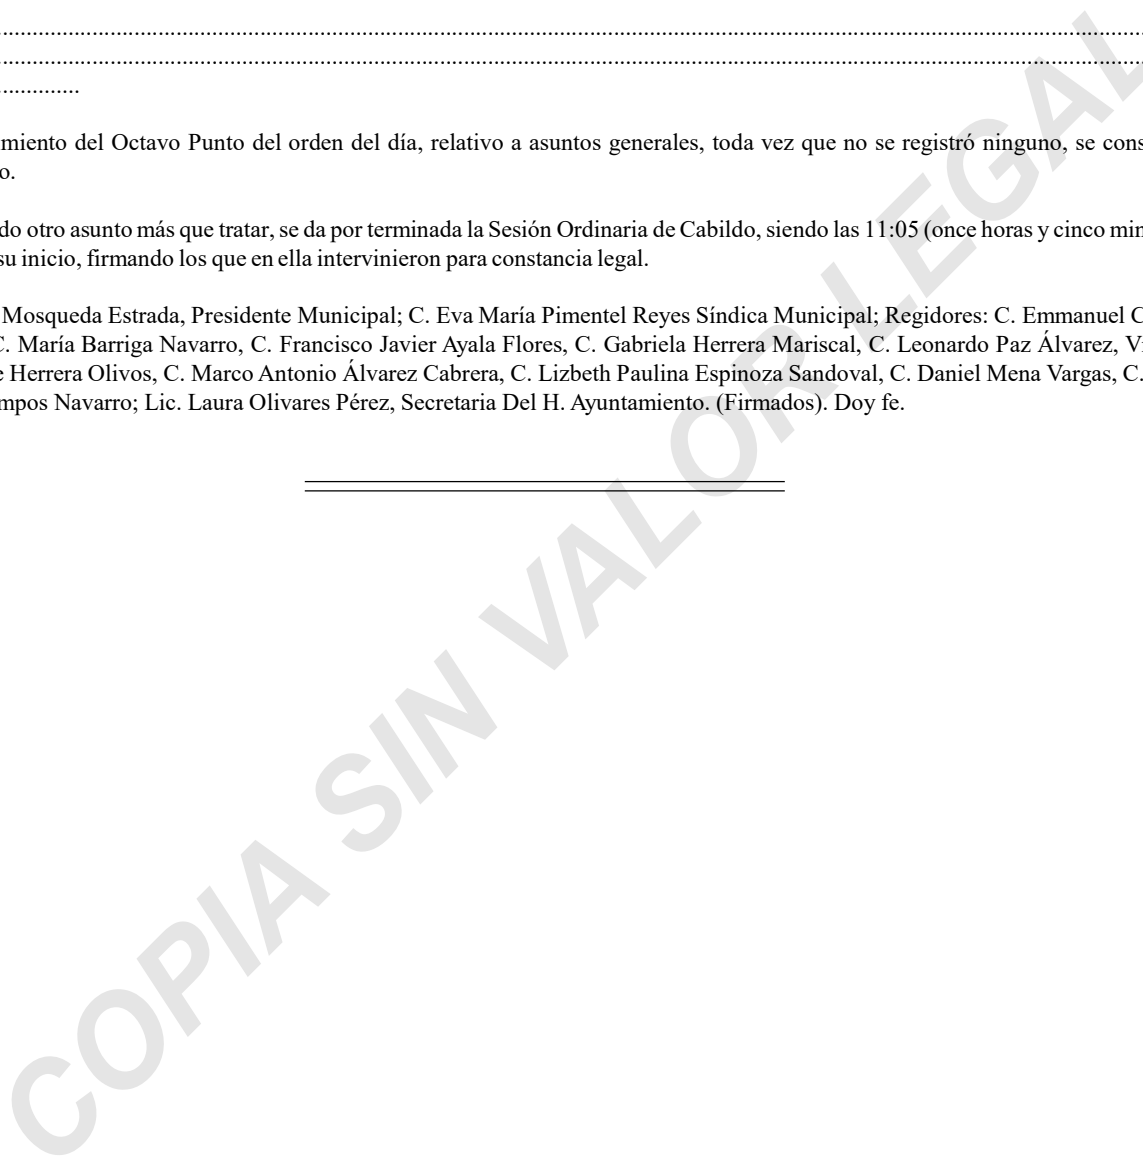 ..........................................................................................
..........................................................................................
..............
miento del Octavo Punto del orden del día, relativo a asuntos generales, toda vez que no se registró ninguno, se cons
o.
do otro asunto más que tratar, se da por terminada la Sesión Ordinaria de Cabildo, siendo las 11:05 (once horas y cinco min
su inicio, firmando los que en ella intervinieron para constancia legal.
Mosqueda Estrada, Presidente Municipal; C. Eva María Pimentel Reyes Síndica Municipal; Regidores: C. Emmanuel C
C. María Barriga Navarro, C. Francisco Javier Ayala Flores, C. Gabriela Herrera Mariscal, C. Leonardo Paz Álvarez, Vi
e Herrera Olivos, C. Marco Antonio Álvarez Cabrera, C. Lizbeth Paulina Espinoza Sandoval, C. Daniel Mena Vargas, C.
mpos Navarro; Lic. Laura Olivares Pérez, Secretaria Del H. Ayuntamiento. (Firmados). Doy fe.
COPIA SIN VALOR LEGAL